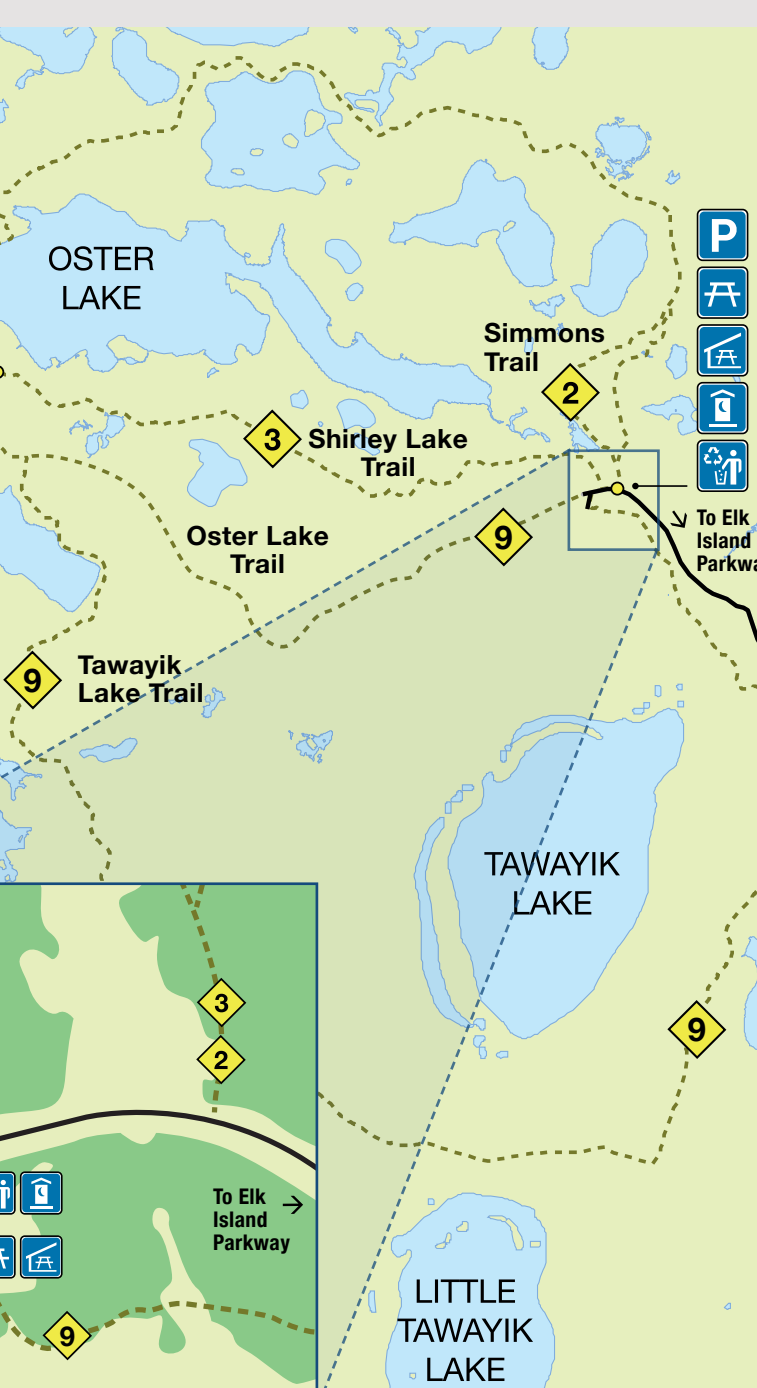 OSTER
LAKE
P
Simmons
Trail
2
3
Shirley Lake
Trail
To Elk
Island
Oster Lake
Trail
9
9
Tawayik
Lake Trail
TAWAYIK
LAKE
9
3
2
To Elk
Island
Parkway
9
LITTLE
TAWAYIK
LAKE